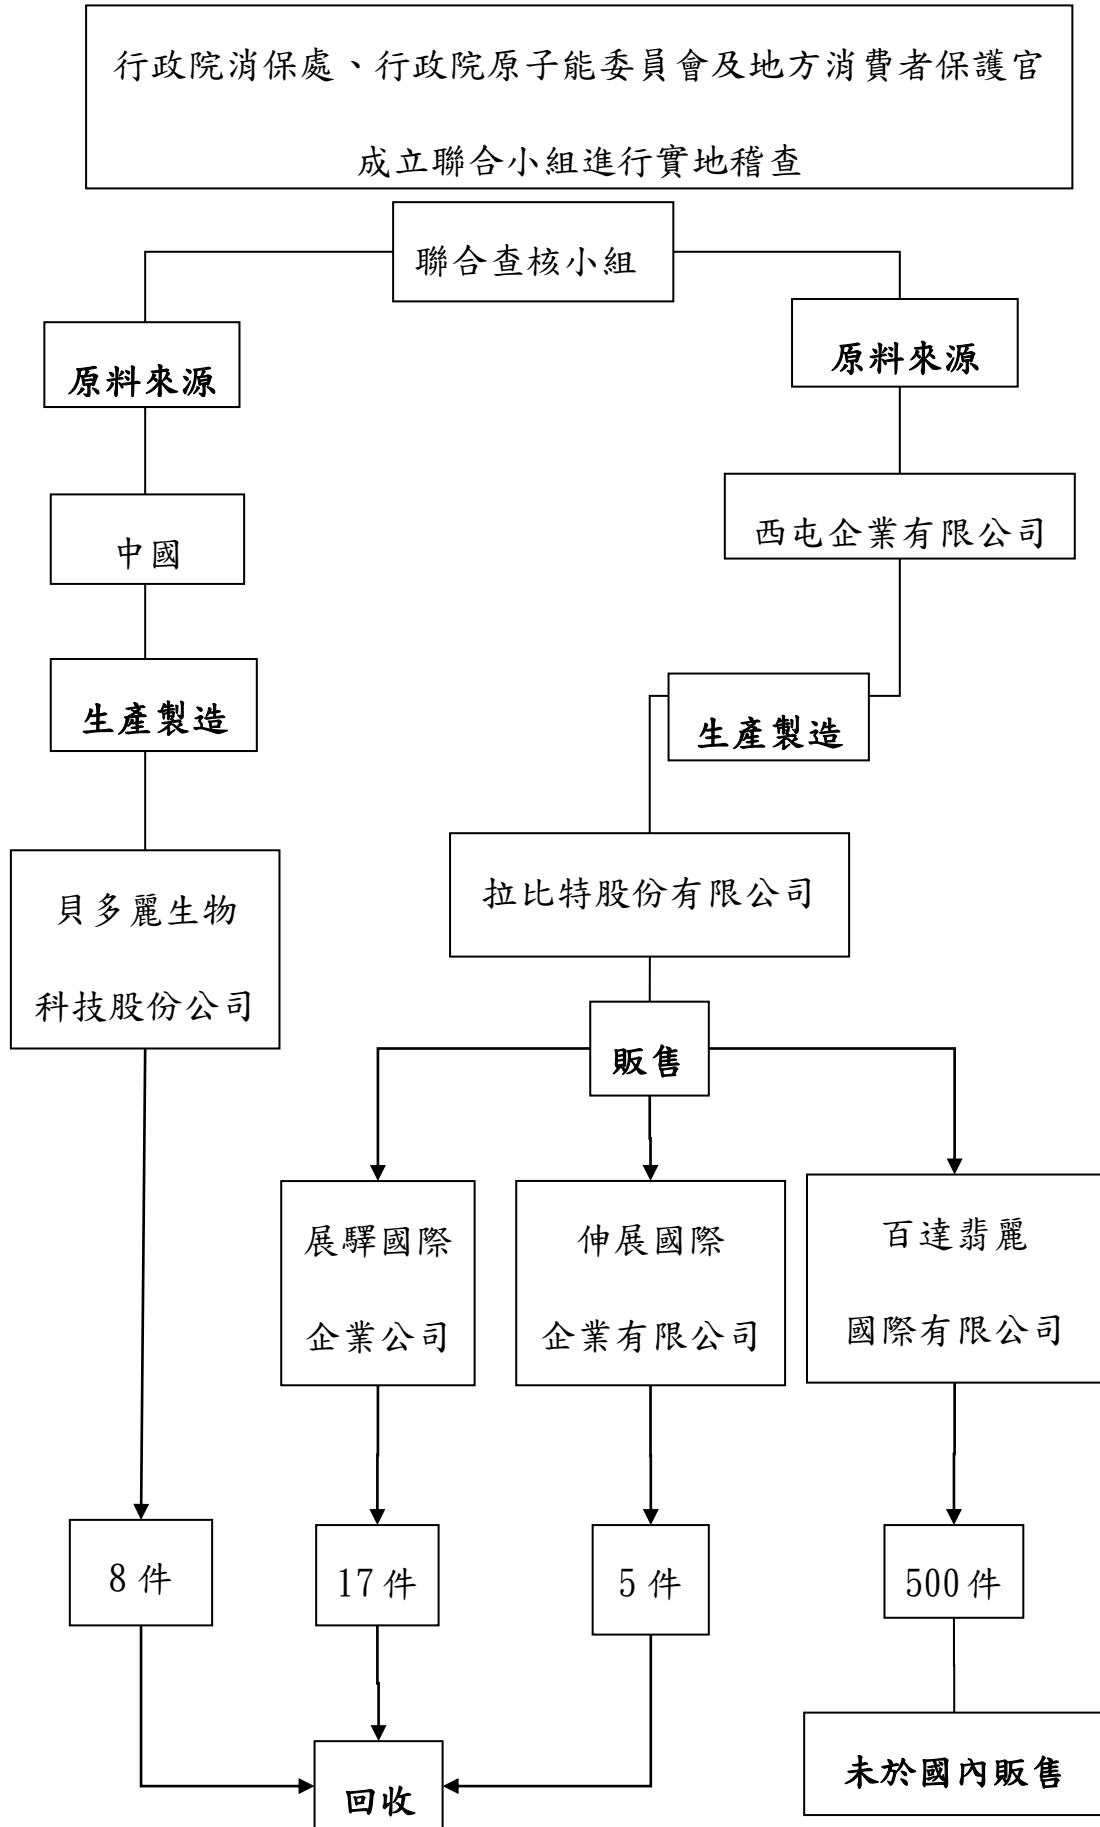 行政院消保處、行政院原子能委員會及地方消費者保護官
成立聯合小組進行實地稽查
聯合查核小組
原料來源
原料來源
中國
西屯企業有限公司
生產製造
生產製造
貝多麗生物
科技股份公司
拉比特股份有限公司
販售
展驛國際
企業公司
伸展國際
企業有限公司
百達翡麗
國際有限公司
8件
17件
5件
500件
回收
未於國內販售